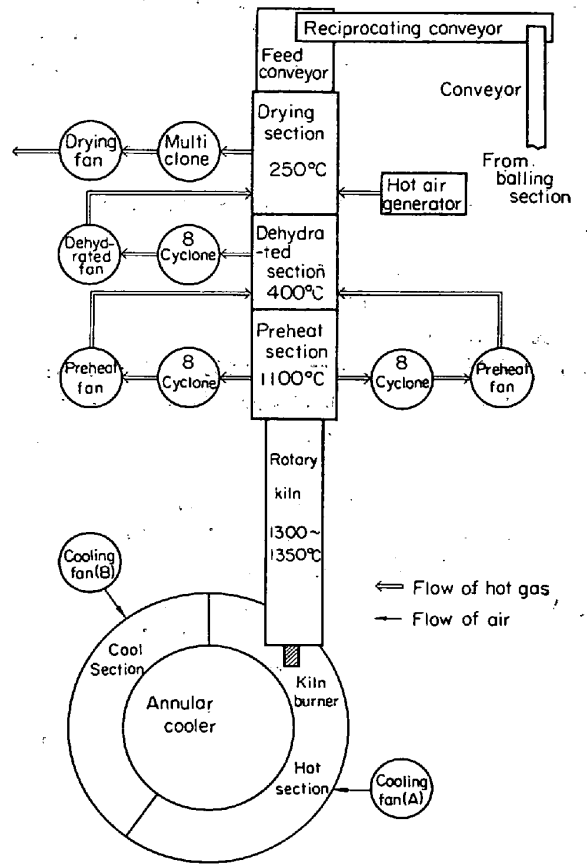 Reciprocating conveyor
Feed
conveyor
Conveyor
From
balling
section
Drying
section
250°C
Multi
clone
Drying
fan
Hot air
generator
Dehyd-
rated fan
8
Cyclone
Dehydra
-ted
section
400°C
Preheat
fan
8
Cyclone
Preheat
section
1100°C
8
Cyclone
Preheat
fan
Rotary
kiln
1300~
1350°C
Cooling
fan(B)
Flow of hot gas
Flow of air
Cool
Section
Annular
cooler
Kiln
burner
Hot
section
Cooling
fan(A)